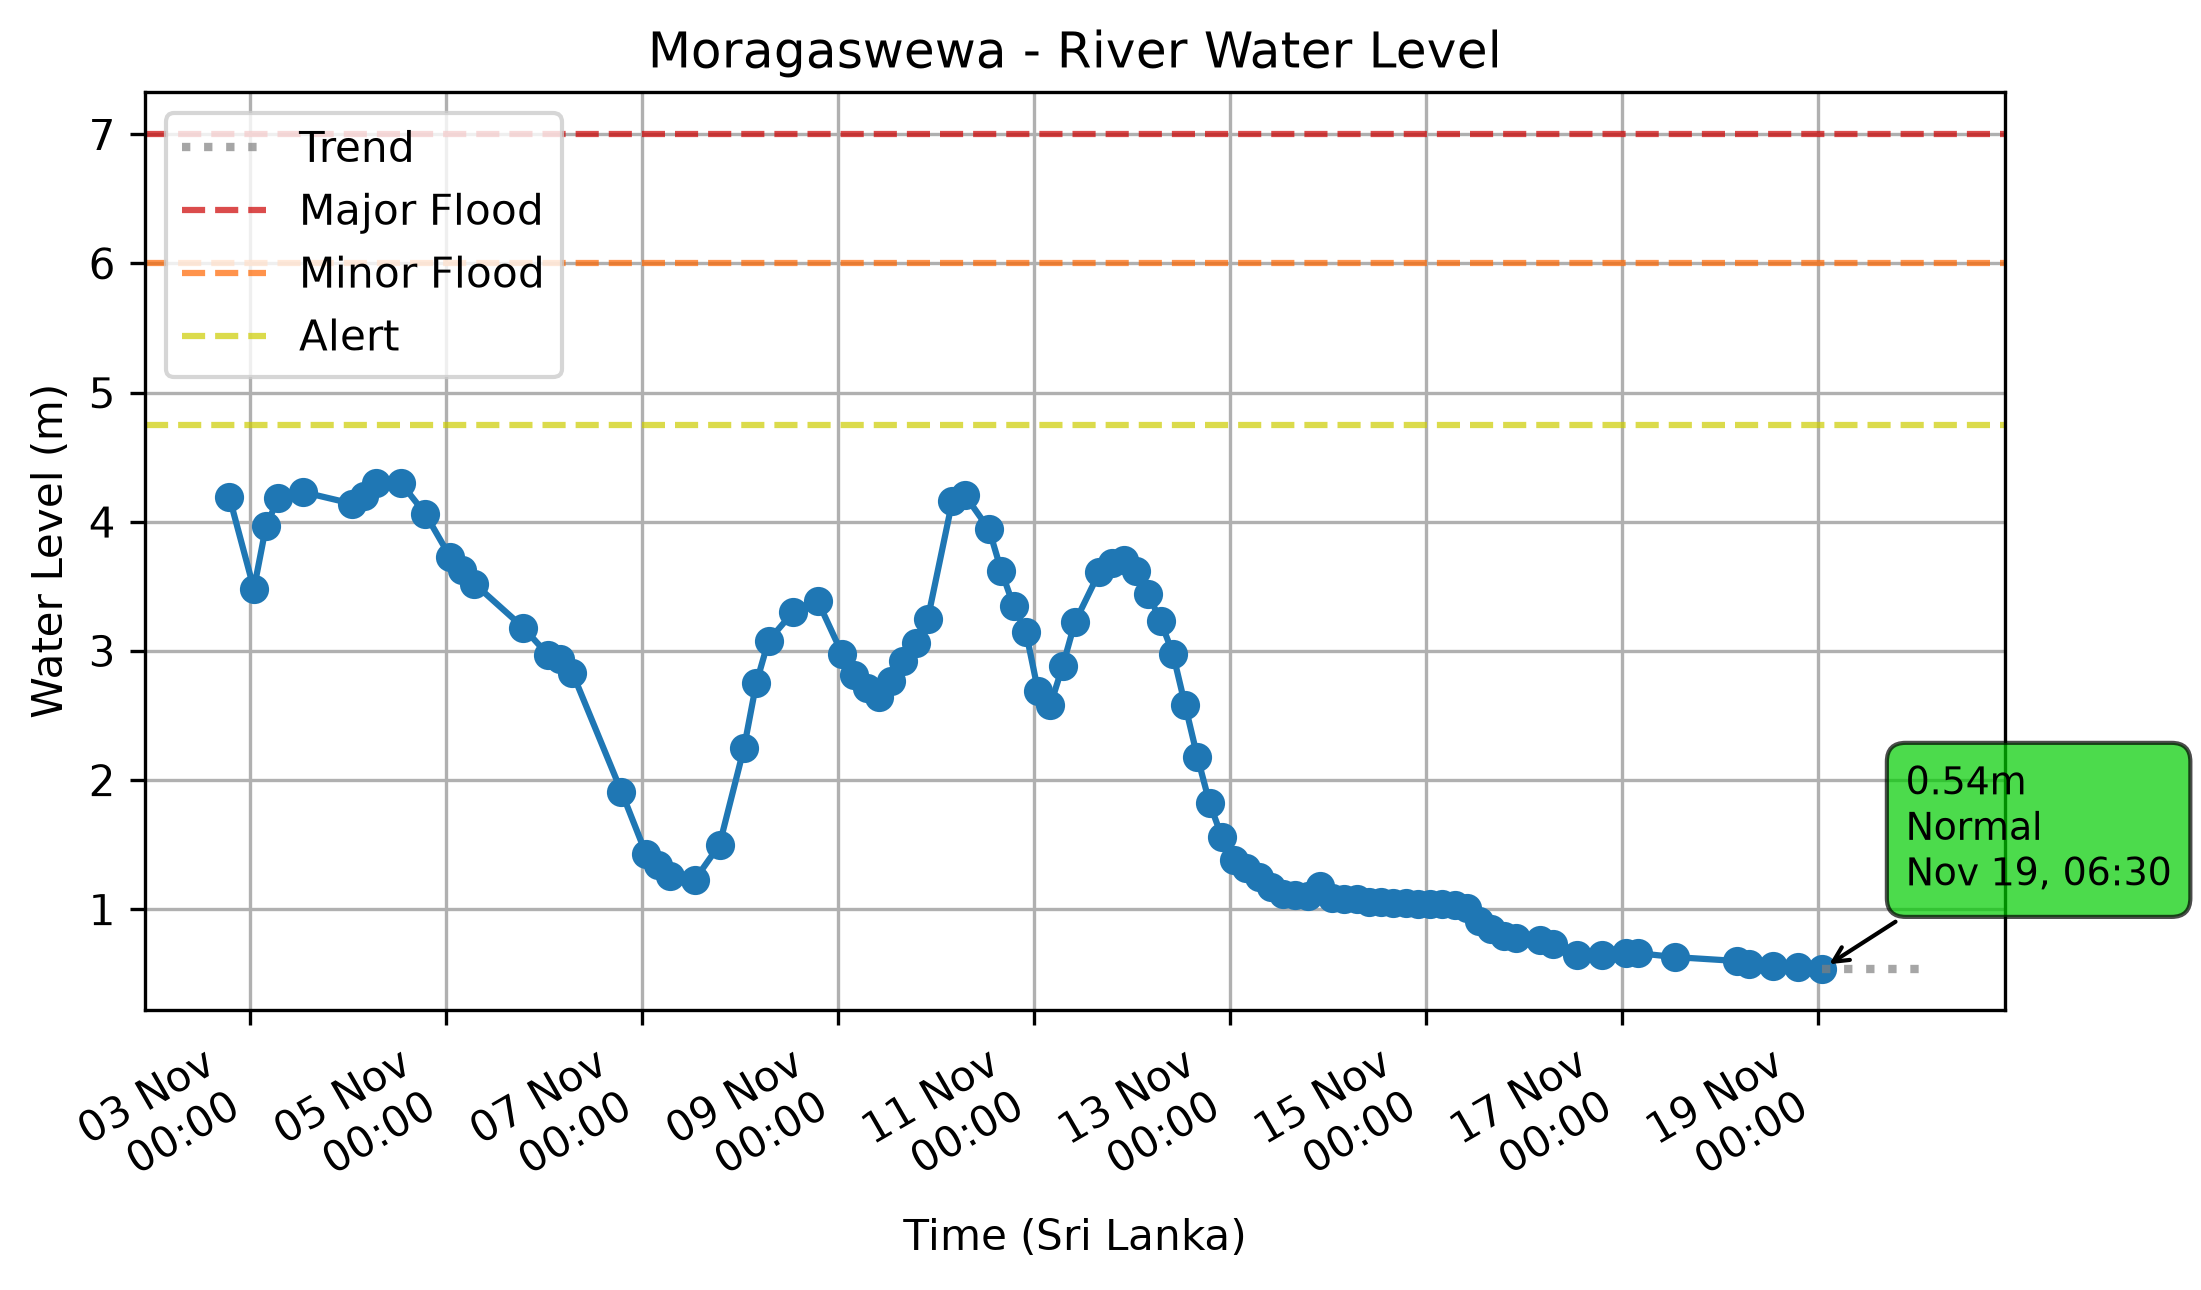 Moragaswewa - River Water Level
Trend
Major Flood
Minor Flood
Alert
7
6
5
4
3
2
1
Water Level (m)
0.54m
Normal
Nov 19, 06:30
03 Nov
00:00
05 Nov
00:00
07 Nov
00:00
09 Nov
00:00
11 Nov
00:00
13 Nov
00:00
15 Nov
00:00
17 Nov
00:00
19 Nov
00:00
Time (Sri Lanka)